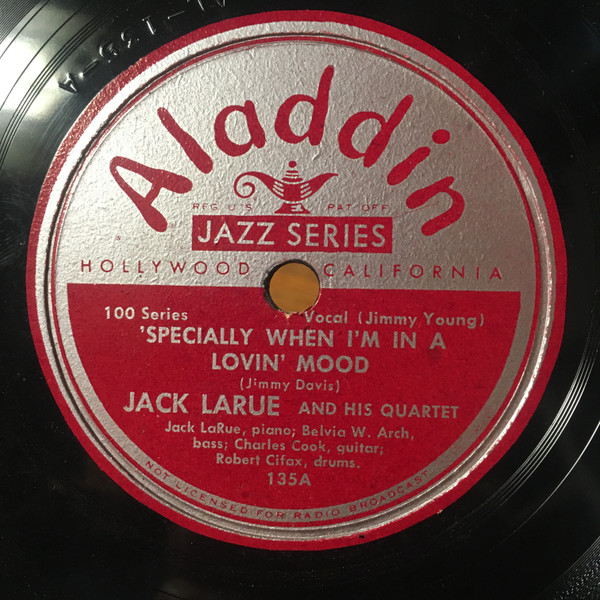 AL-135-A
Aladdin
REG. U.S. PAT. OFF.
JAZZ SERIES
HOLLYWOOD CALIFORNIA
100 Series Vocal (Jimmy Young)
'SPECIALLY WHEN I'M IN A
LOVIN' MOOD
(Jimmy Davis)
JACK LARUE AND HIS QUARTET
Jack LaRue, piano; Belvia W. Arch,
bass; Charles Cook, guitar;
Robert Cifax, drums.
135A
NOT LICENSED FOR RADIO BROADCAST